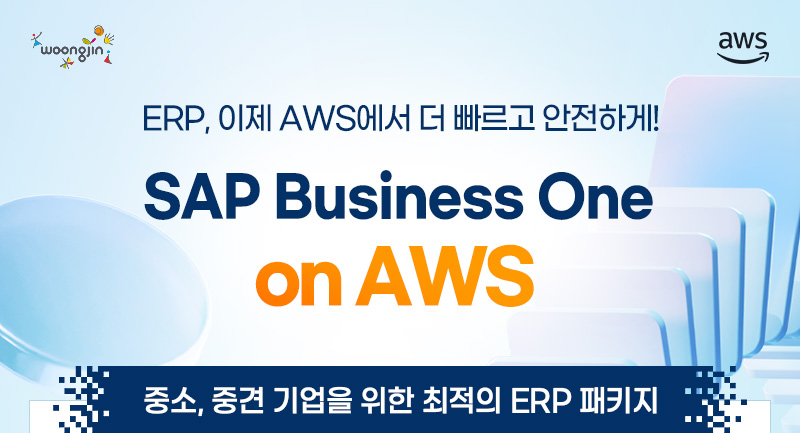 woongjin
aws
ERP, 이제 AWS에서 더 빠르고 안전하게!
SAP Business One
on AWS
중소, 중견 기업을 위한 최적의 ERP 패키지